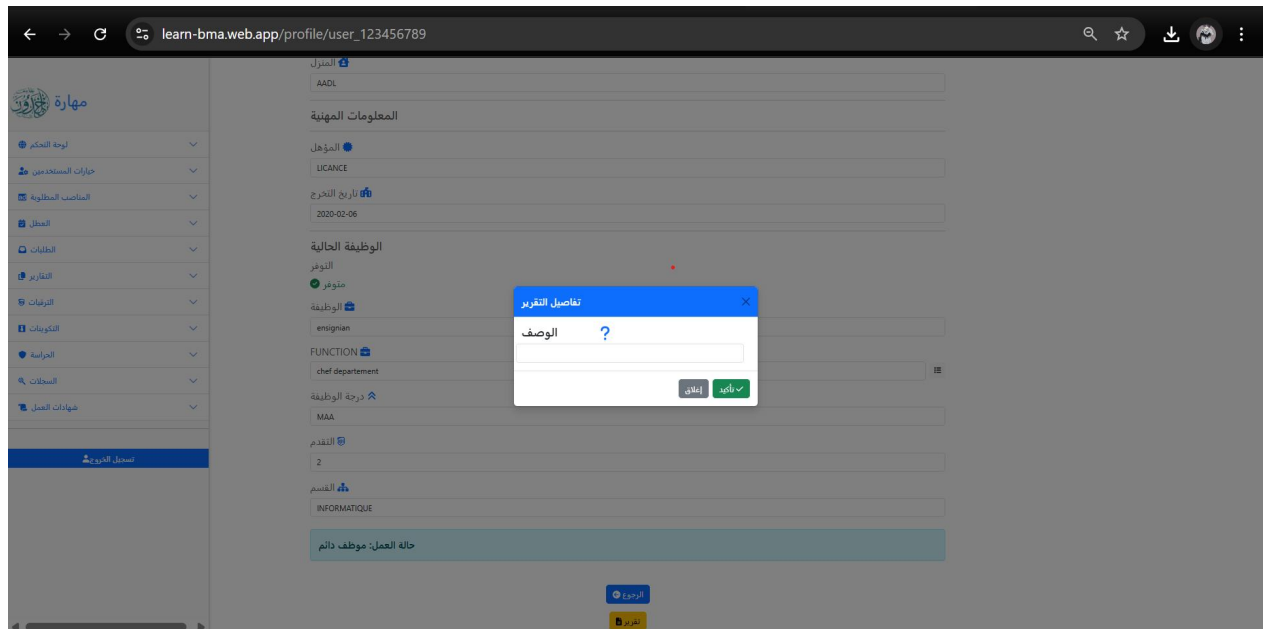 learn-bma.web.app/profile/user_123456789
مهارة
لوحة التحكم
خيارات المستخدمين
المناصب المطلوبة
العطل
الطلبات
التقارير
الترقيات
التكوينات
الحراسة
السجلات
شهادات العمل
تسجيل الخروج
المنزل
AADL
المعلومات المهنية
المؤهل
LICANCE
تاريخ التخرج
2020-02-06
الوظيفة الحالية
التوفر
متوفر
الوظيفة
ensignian
FUNCTION
chef departement
درجة الوظيفة
MAA
التقدم
2
القسم
INFORMATIQUE
حالة العمل: موظف دائم
الرجوع
تقرير
تفاصيل التقرير
الوصف ?
تأكيد
إغلاق